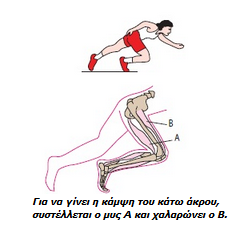 B
A
Για να γίνει η κάμψη του κάτω άκρου,
συστέλλεται ο μυς Α και χαλαρώνει ο Β.